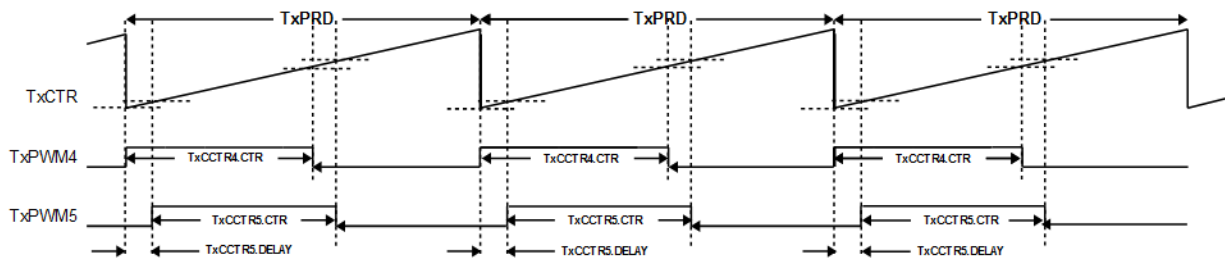 TxPRD. TxPRD. TxPRD.
TxCTR
TxPWM4 TxCCTR4.CTR TxCCTR4.CTR TxCCTR4.CTR
TxPWM5 TxCCTR5.CTR TxCCTR5.CTR TxCCTR5.CTR
TxCCTR5.DELAY TxCCTR5.DELAY TxCCTR5.DELAY